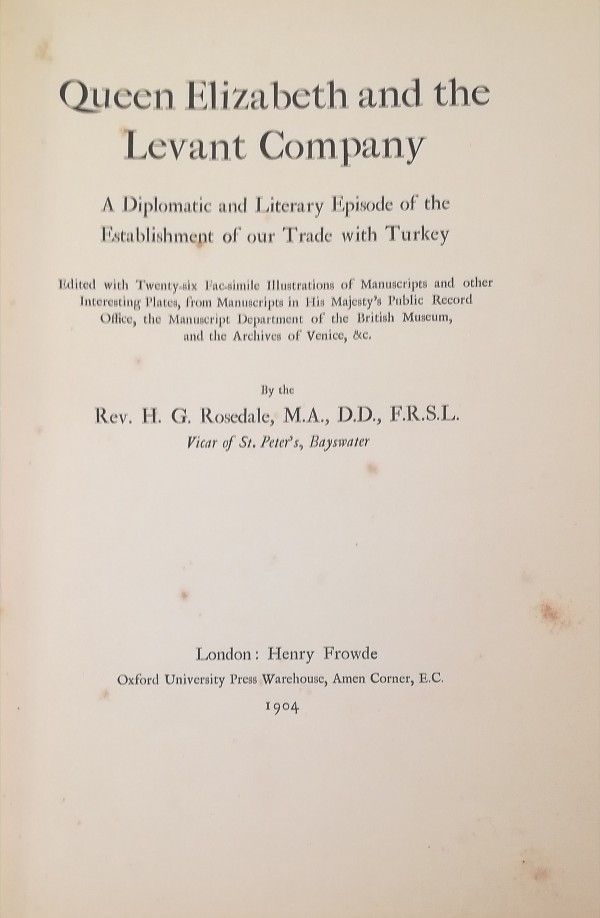 Queen Elizabeth and the
Levant Company
A Diplomatic and Literary Episode of the
Establishment of our Trade with Turkey
Edited with Twenty-six Fac-simile Illustrations of Manuscripts and other
Interesting Plates, from Manuscripts in His Majesty's Public Record
Office, the Manuscript Department of the British Museum,
and the Archives of Venice, &c.
By the
Rev. H. G. Rosedale, M.A., D.D., F.R.S.L.
Vicar of St. Peter's, Bayswater
London: Henry Frowde
Oxford University Press Warehouse, Amen Corner, E.C.
1904